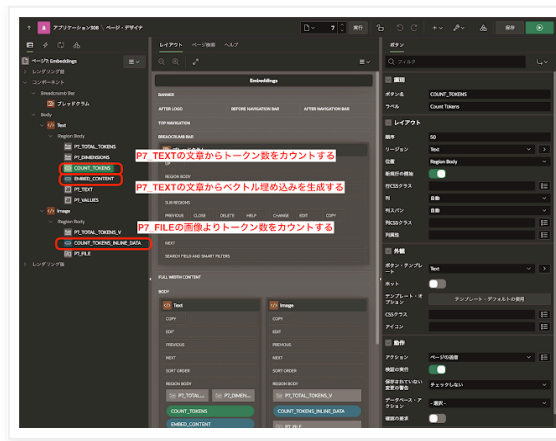 アプリケーション508 \ ページ・デザイナ
7
実行
保存
レイアウト ページ検索 ヘルプ
ボタン
ページ7: Embeddings
レンダリング前
コンポーネント
Breadcrumb Bar
ブレッドクラム
Body
Text
Region Body
P7_TOTAL_TOKENS
P7_DIMENSIONS
COUNT_TOKENS
EMBED_CONTENT
P7_TEXT
P7_VALUES
Image
Region Body
P7_TOTAL_TOKENS_V
COUNT_TOKENS_INLINE_DATA
P7_FILE
レンダリング後
Embeddings
BANNER
AFTER LOGO BEFORE NAVIGATION BAR AFTER NAVIGATION BAR
TOP NAVIGATION
BREADCRUMB BAR
P7_TEXTの文章からトークン数をカウントする
REGION BODY
P7_TEXTの文章からベクトル埋め込みを生成する
SUB REGIONS
PREVIOUS CLOSE DELETE HELP CHANGE EDIT COPY
P7_FILEの画像よりトークン数をカウントする
NEXT
SEARCH FIELD AND SMART FILTERS
FULL WIDTH CONTENT
BODY
Text Image
COPY COPY
EDIT EDIT
PREVIOUS PREVIOUS
NEXT NEXT
SORT ORDER SORT ORDER
REGION BODY REGION BODY
P7_TOTAL... P7_DIMEN... P7_TOTAL_TOKENS_V
COUNT_TOKENS COUNT_TOKENS_INLINE_DATA
EMBED_CONTENT P7_FILE
フィルタ
識別
ボタン名 COUNT_TOKENS
ラベル Count Tokens
レイアウト
順序 50
リージョン Text
位置 Region Body
新規行の開始
行CSSクラス
列 自動
列スパン 自動
列CSSクラス
列属性
外観
ボタン・テンプレート Text
ホット
テンプレート・オプション テンプレート・デフォルトの使用
CSSクラス
アイコン
動作
アクション ページの送信
検証の実行
保存されていない変更の警告 チェックしない
データベース・アクション - 選択 -
確認の要求